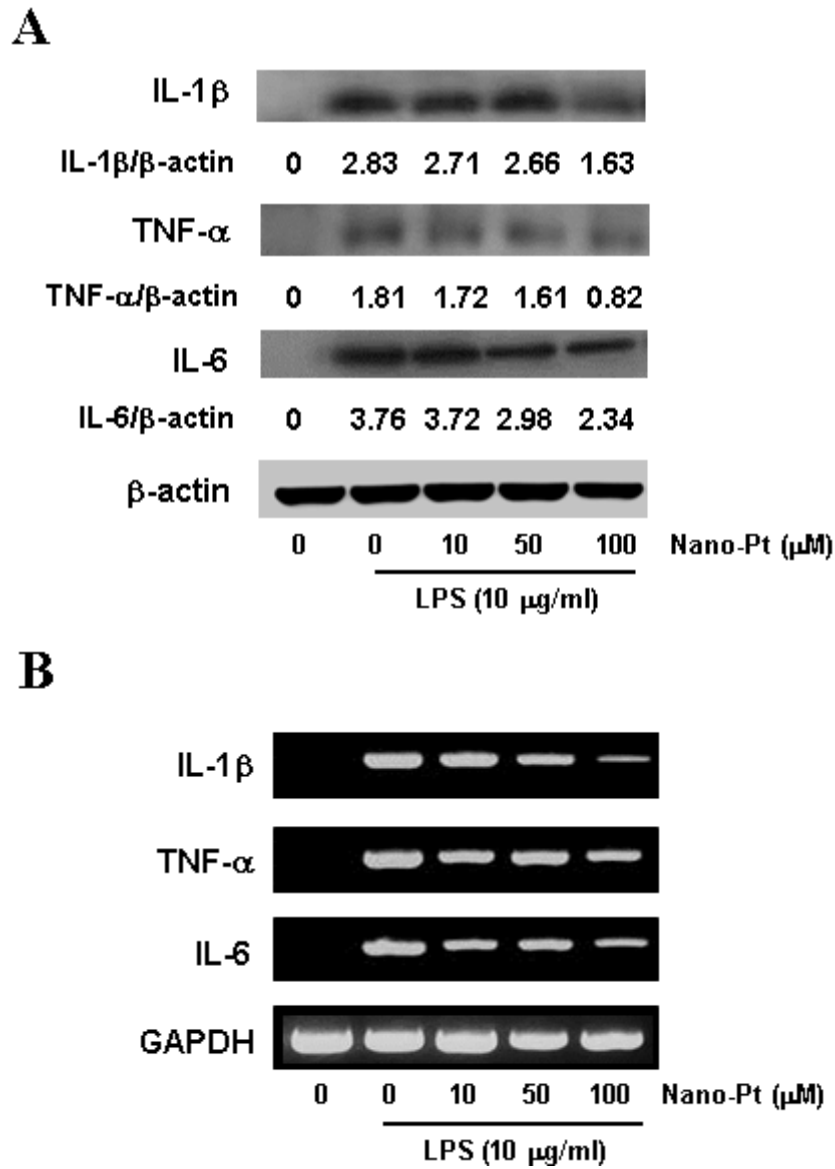 A
IL-1β
IL-1β/β-actin 0 2.83 2.71 2.66 1.63
TNF-α
TNF-α/β-actin 0 1.81 1.72 1.61 0.82
IL-6
IL-6/β-actin 0 3.76 3.72 2.98 2.34
β-actin
0 0 10 50 100 Nano-Pt (μM)
LPS (10 μg/ml)
B
IL-1β
TNF-α
IL-6
GAPDH
0 0 10 50 100 Nano-Pt (μM)
LPS (10 μg/ml)